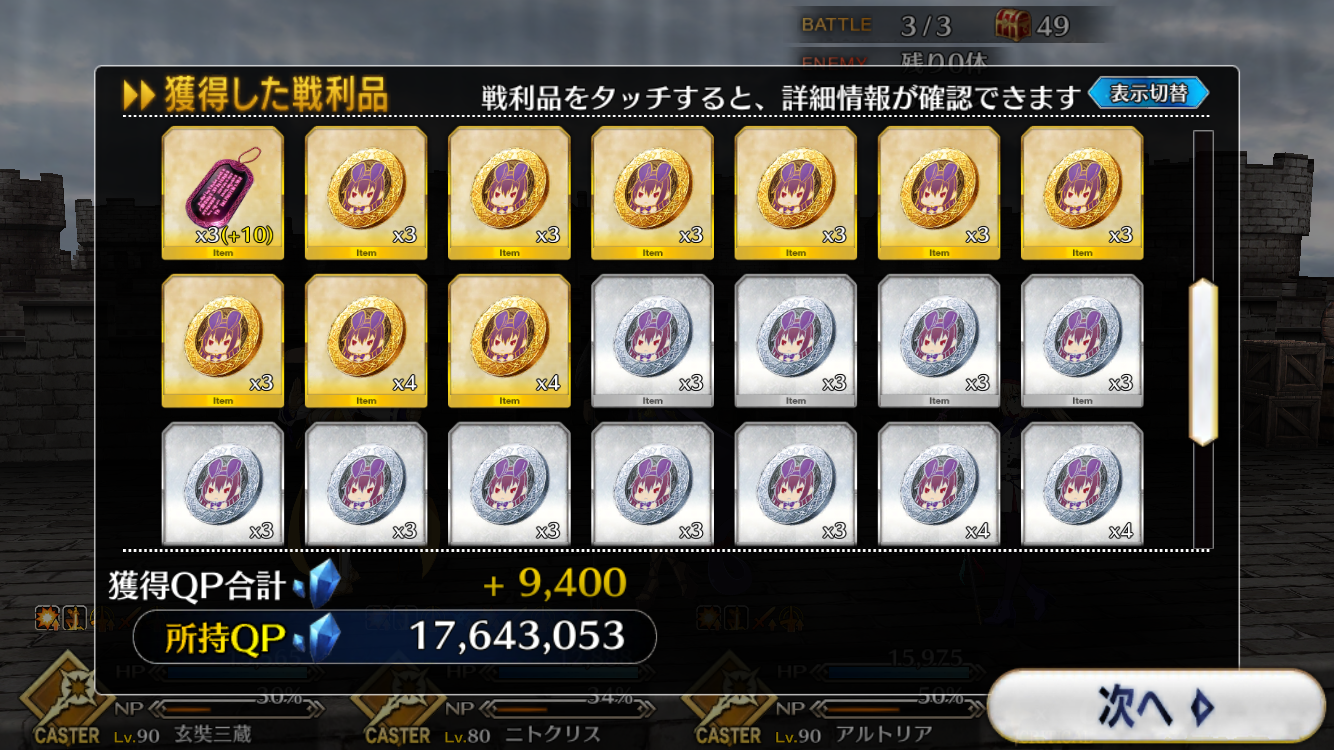 BATTLE 3/3 49
ENEMY 残り0体
獲得した戦利品 戦利品をタッチすると、詳細情報が確認できます 表示切替
x3(+10) x3 x3 x3 x3 x3 x3
Item Item Item Item Item Item Item
x3 x4 x4 x3 x3 x3 x3
Item Item Item Item Item Item Item
x3 x3 x3 x3 x3 x4 x4
獲得QP合計 + 9,400
所持QP 17,643,053
HP HP HP 15,975
NP 30% NP 34% NP 50%
CASTER Lv.90 玄奘三蔵 CASTER Lv.80 ニトクリス CASTER Lv.90 アルトリア
次へ